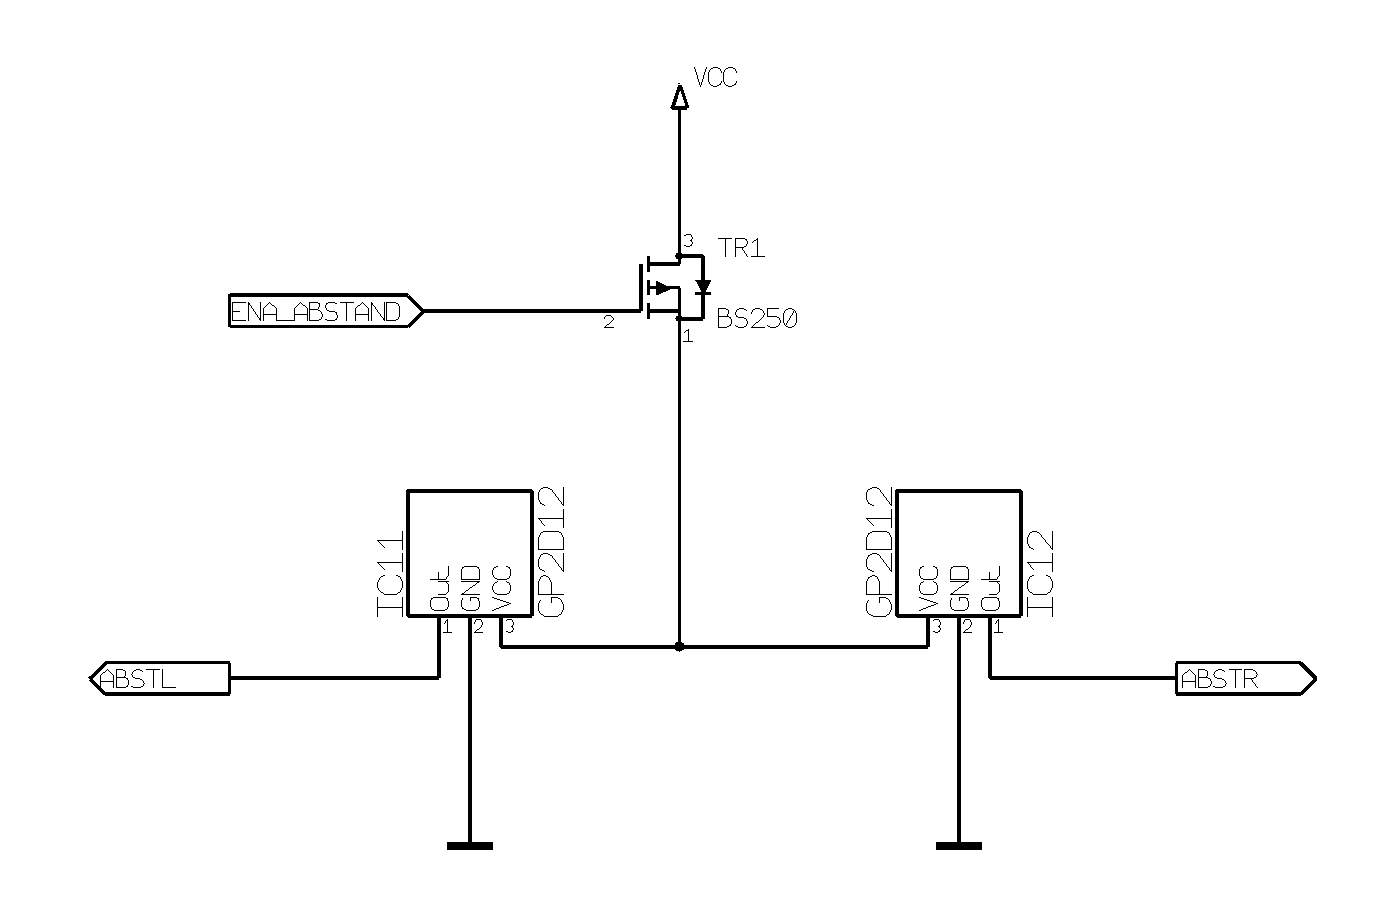 VCC
3
TR1
ENA_ABSTAND
2
BS250
1
IC11
Out
GND
VCC
GP2D12
1
2
3
GP2D12
VCC
GND
Out
IC12
3
2
1
ABSTL
ABSTR